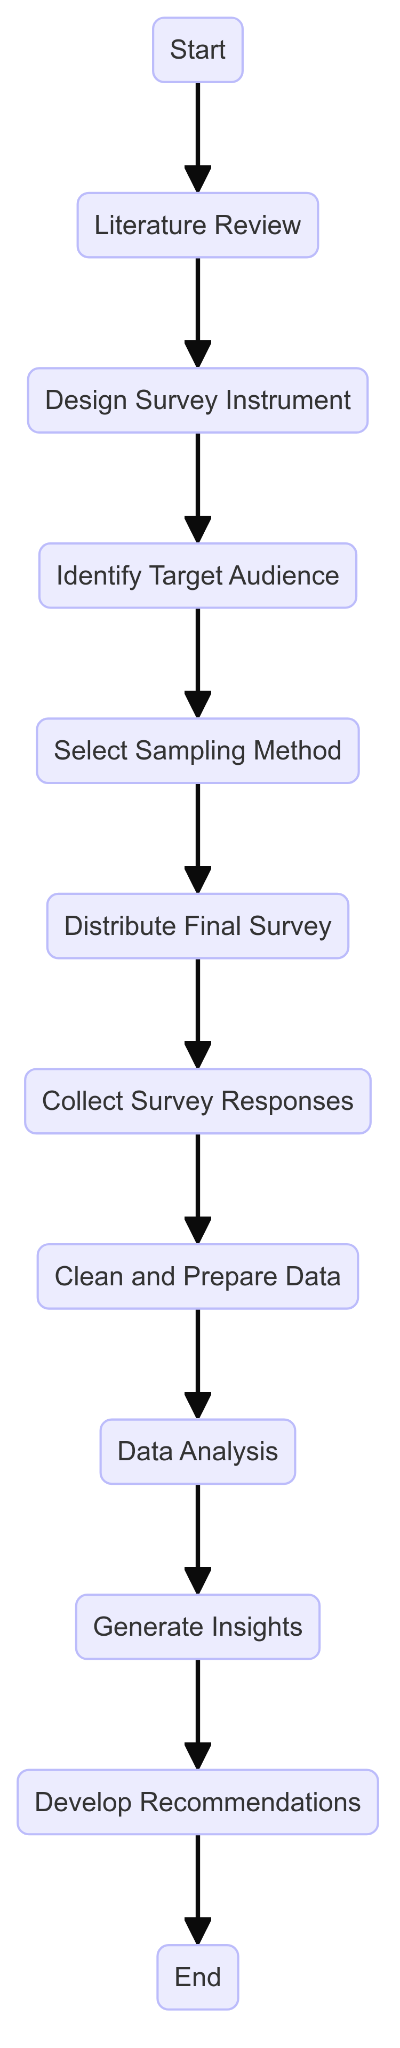 Start
Literature Review
Design Survey Instrument
Identify Target Audience
Select Sampling Method
Distribute Final Survey
Collect Survey Responses
Clean and Prepare Data
Data Analysis
Generate Insights
Develop Recommendations
End